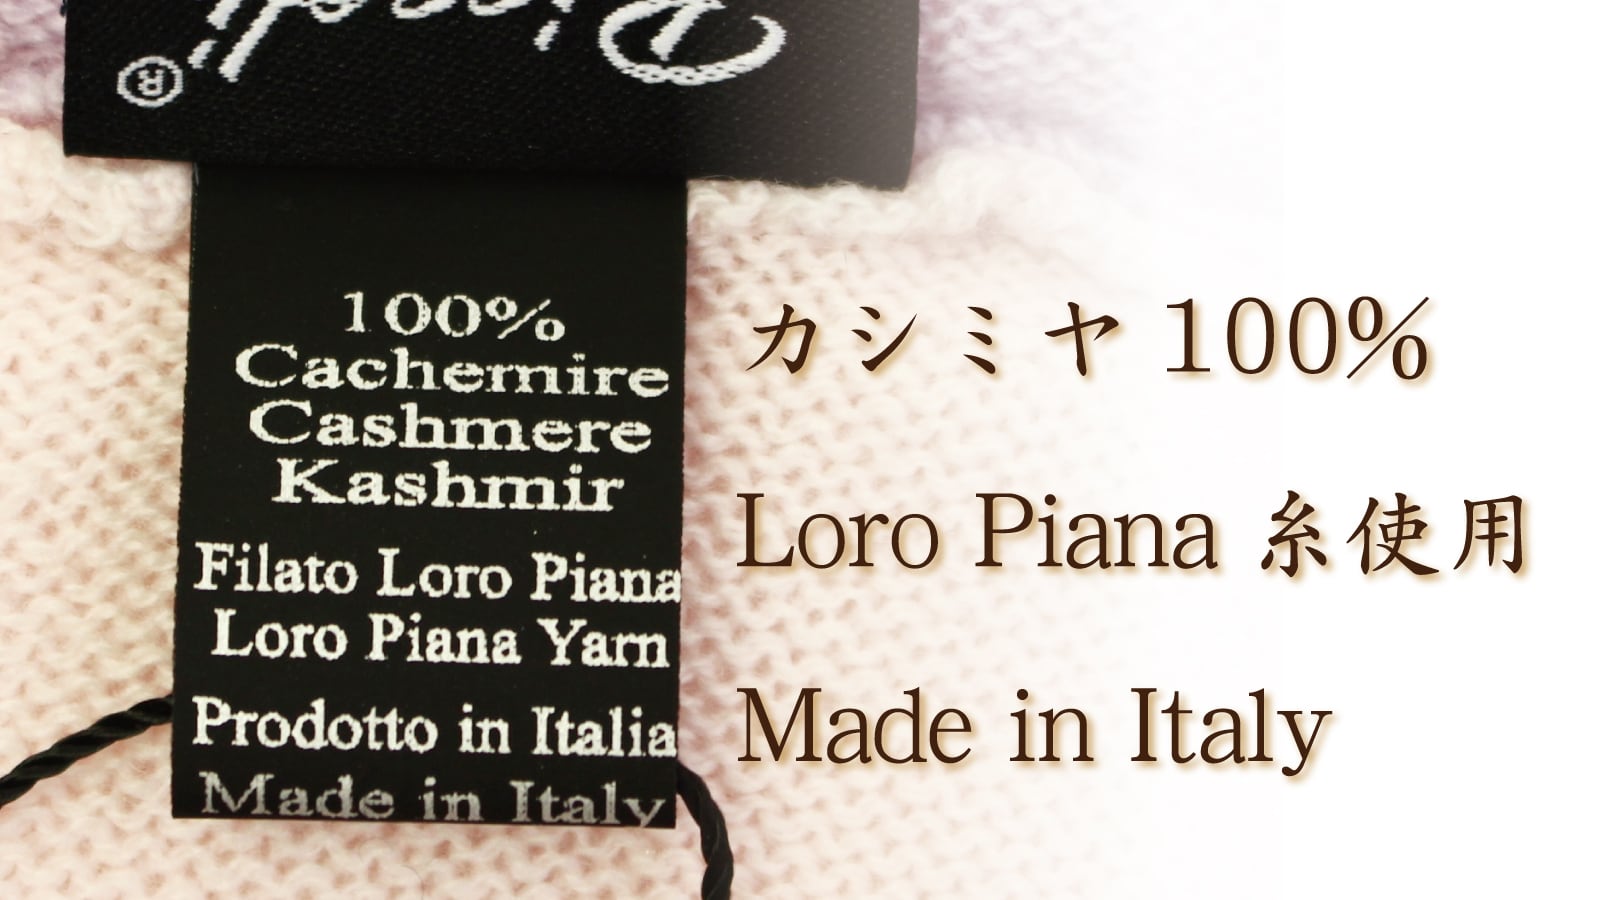 ®
100%
Cachemire
Cashmere
Kashmir
Filato Loro Piana
Loro Piana Yarn
Prodotto in Italia
Made in Italy
カシミヤ 100%
Loro Piana 糸使用
Made in Italy